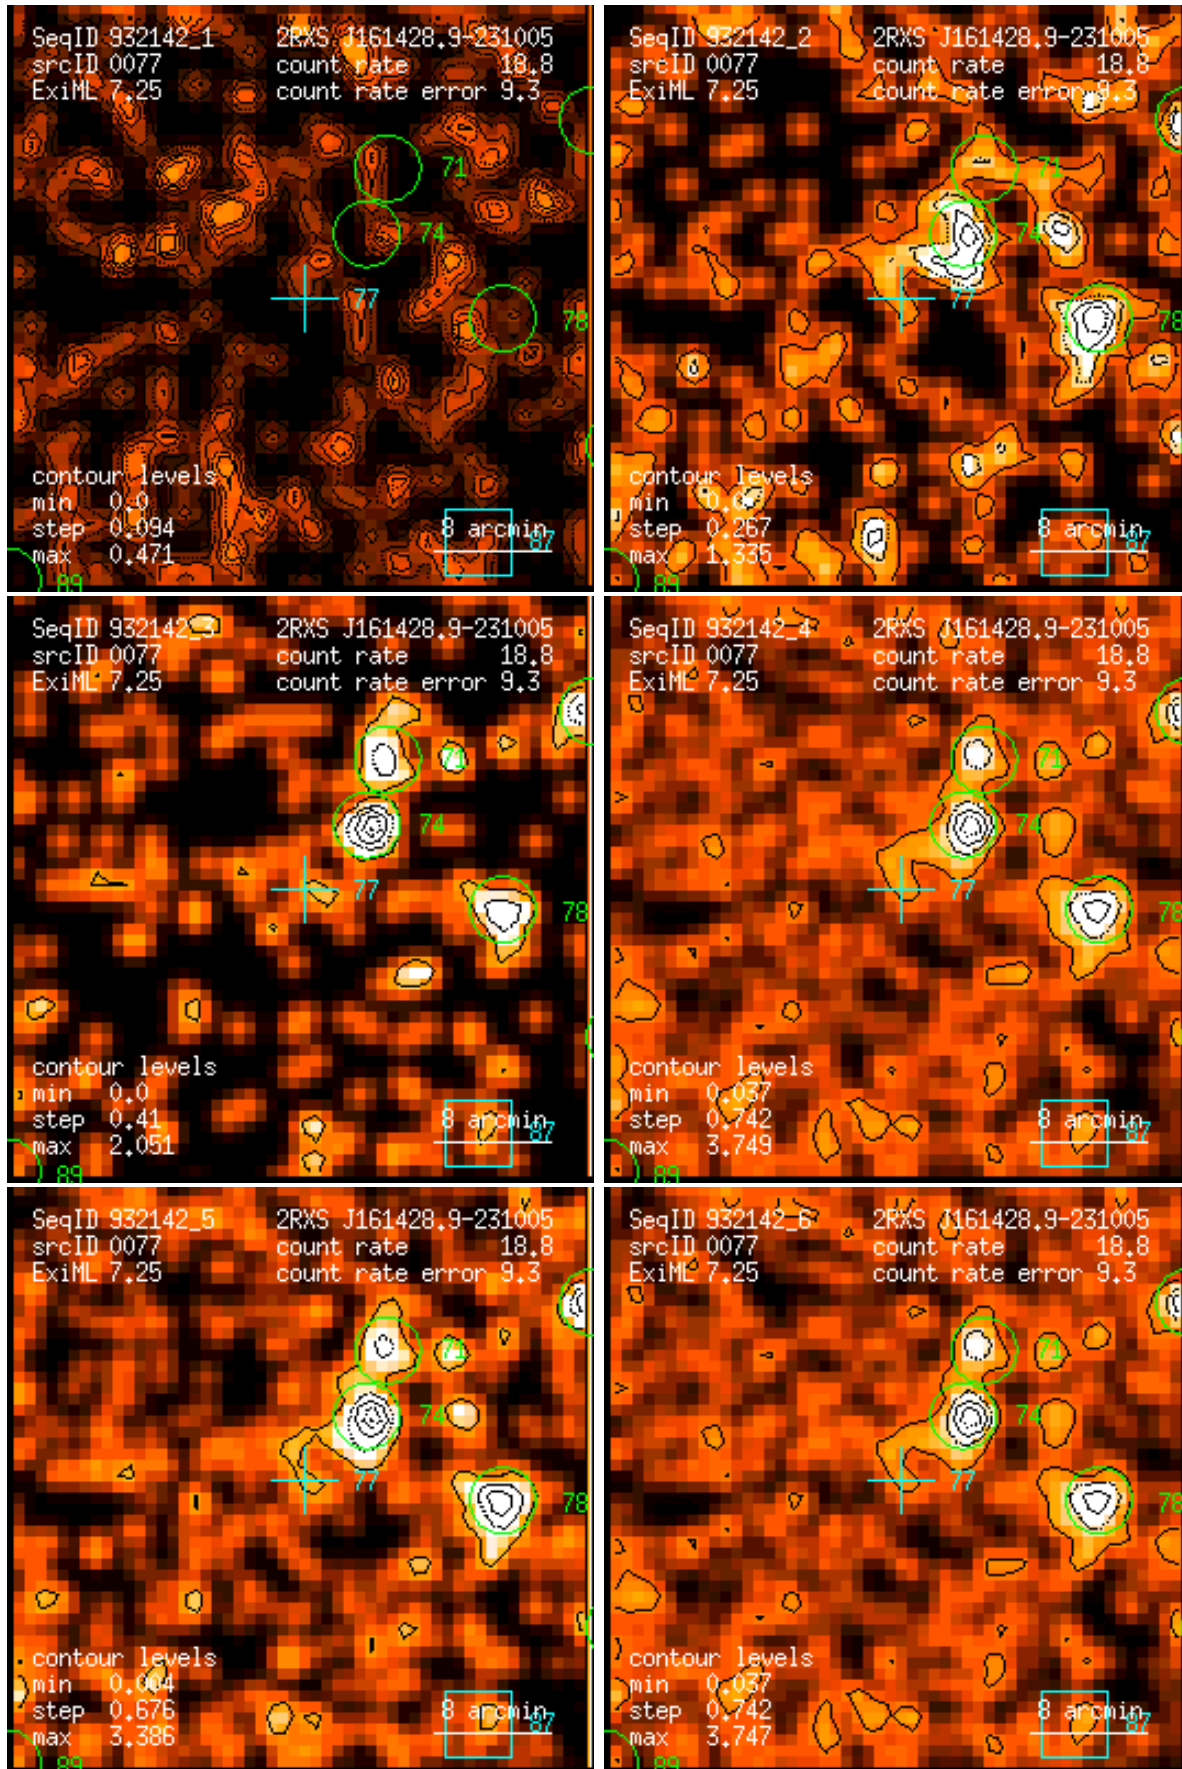 SeqID 932142_1 2RXS J161428.9-231005
srcID 0077 count rate 18.8
ExiML 7.25 count rate error 9.3
71
74
77
78
contour levels
min 0.0
step 0.094 8 arcmin
87
max 0.471
89
SeqID 932142_2 2RXS J161428.9-231005
srcID 0077 count rate 18.8
ExiML 7.25 count rate error 9.3
71
74
77
78
contour levels
min 0.0
step 0.267 8 arcmin
87
max 1.335
89
SeqID 932142_3 2RXS J161428.9-231005
srcID 0077 count rate 18.8
ExiML 7.25 count rate error 9.3
71
74
77
78
contour levels
min 0.0
step 0.41 8 arcmin
87
max 2.051
89
SeqID 932142_4 2RXS J161428.9-231005
srcID 0077 count rate 18.8
ExiML 7.25 count rate error 9.3
71
74
77
78
contour levels
min 0.037
step 0.742 8 arcmin
87
max 3.749
89
SeqID 932142_5 2RXS J161428.9-231005
srcID 0077 count rate 18.8
ExiML 7.25 count rate error 9.3
71
74
77
78
contour levels
min 0.004
step 0.676 8 arcmin
87
max 3.386
89
SeqID 932142_6 2RXS J161428.9-231005
srcID 0077 count rate 18.8
ExiML 7.25 count rate error 9.3
71
74
77
78
contour levels
min 0.037
step 0.742 8 arcmin
87
max 3.747
89